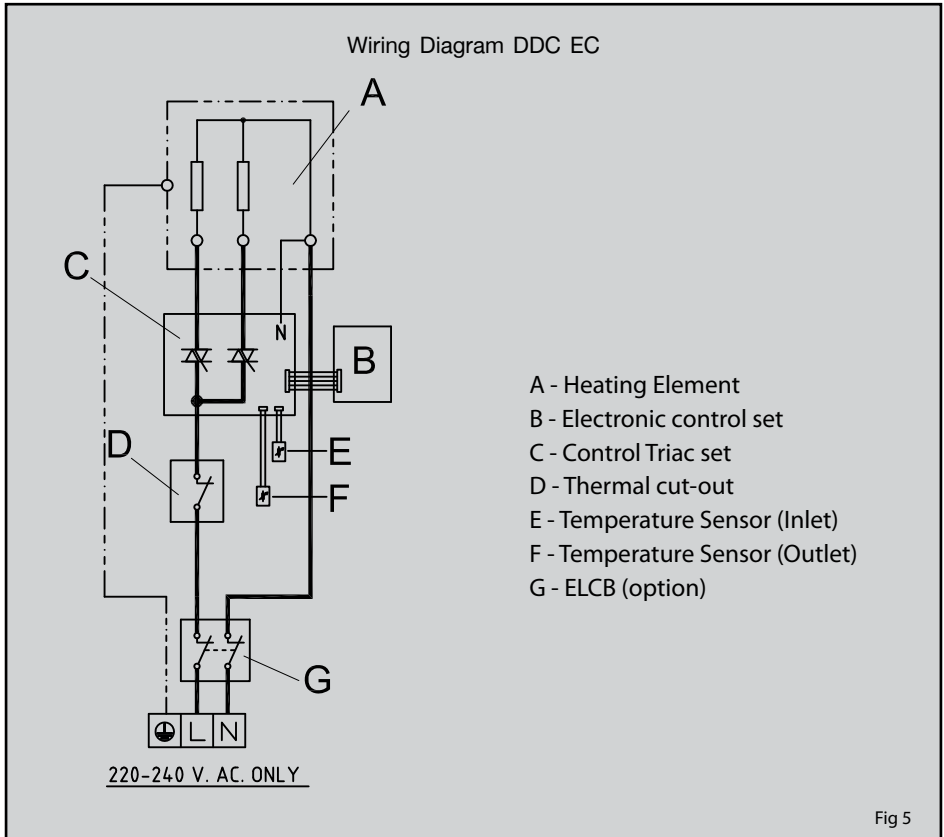 Wiring Diagram DDC EC
A
C
N
B
D
E
F
G
L N
220-240 V. AC. ONLY
A - Heating Element
B - Electronic control set
C - Control Triac set
D - Thermal cut-out
E - Temperature Sensor (Inlet)
F - Temperature Sensor (Outlet)
G - ELCB (option)
Fig 5